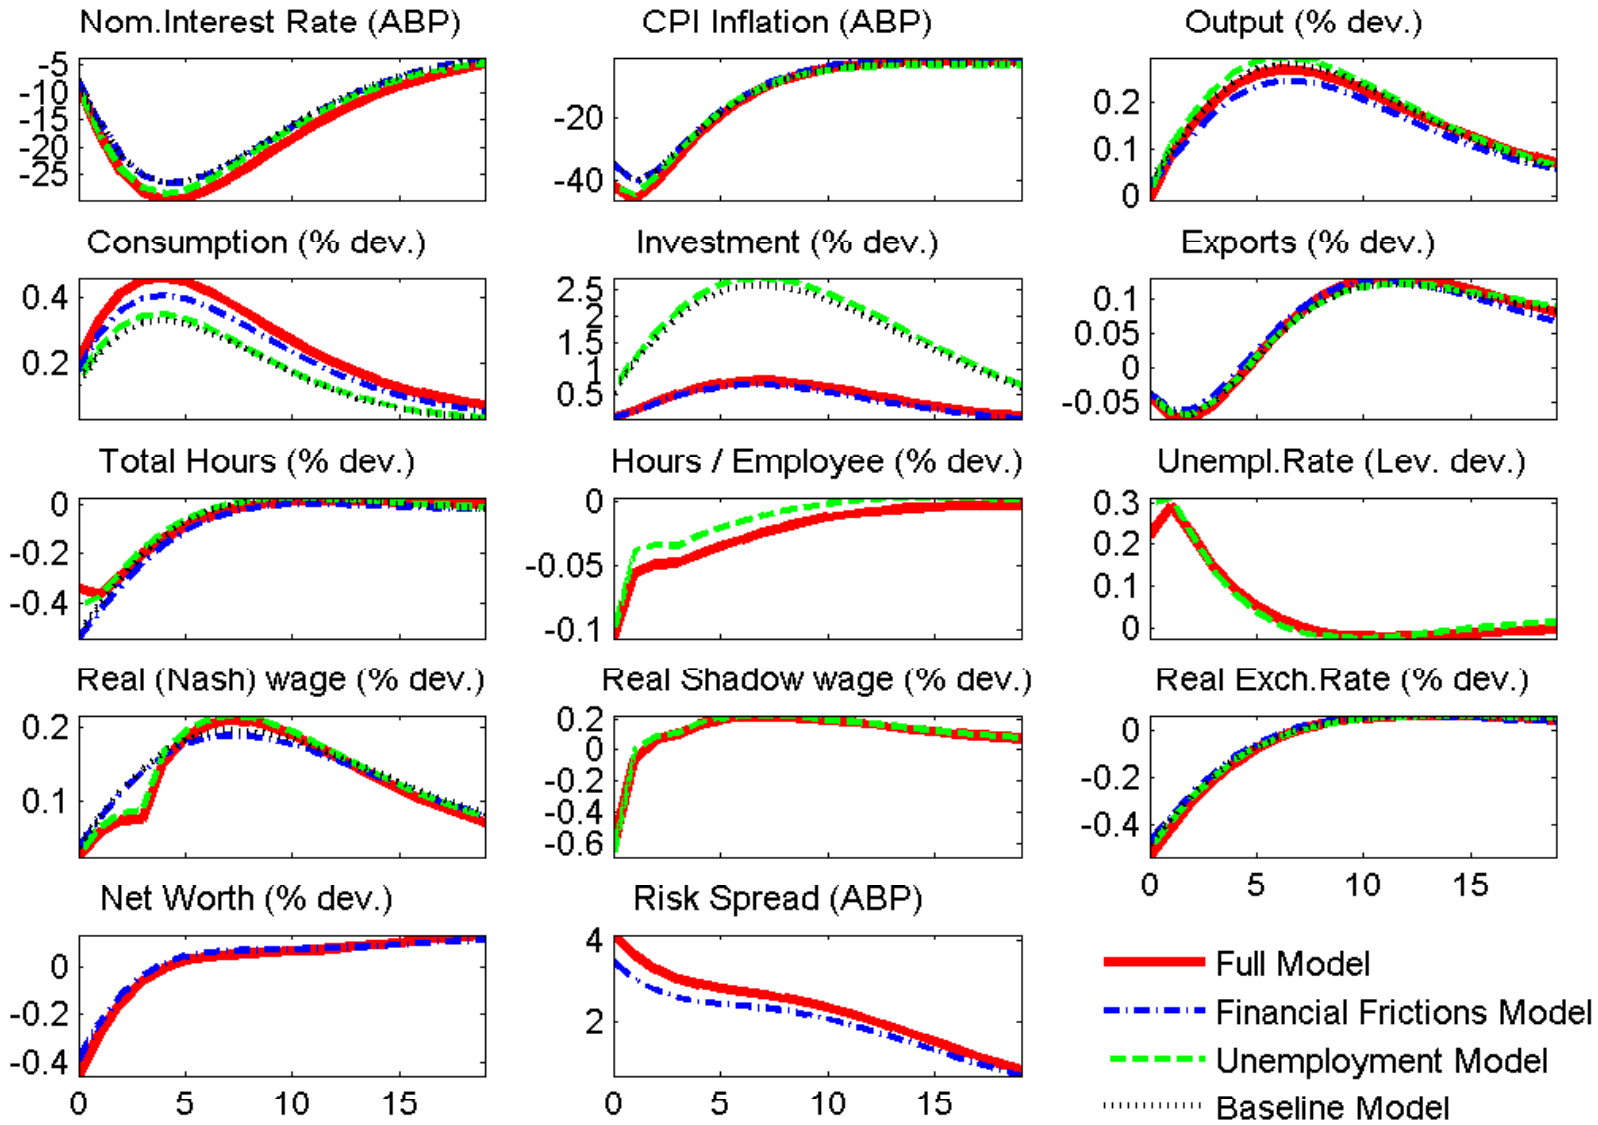 Nom.Interest Rate (ABP)
CPI Inflation (ABP)
Output (% dev.)
-5
-10
-15
-20
-25
-20
-40
0.2
0.1
0
Consumption (% dev.)
Investment (% dev.)
Exports (% dev.)
0.4
0.2
2.5
2
1.5
1
0.5
0.1
0.05
0
-0.05
Total Hours (% dev.)
Hours / Employee (% dev.)
Unempl.Rate (Lev. dev.)
0
-0.2
-0.4
0
-0.05
-0.1
0.3
0.2
0.1
0
Real (Nash) wage (% dev.)
Real Shadow wage (% dev.)
Real Exch.Rate (% dev.)
0.2
0.1
0.2
0
-0.2
-0.4
-0.6
0
-0.2
-0.4
0 5 10 15
Net Worth (% dev.)
Risk Spread (ABP)
0
-0.2
-0.4
0 5 10 15
4
2
0 5 10 15
Full Model
Financial Frictions Model
Unemployment Model
Baseline Model